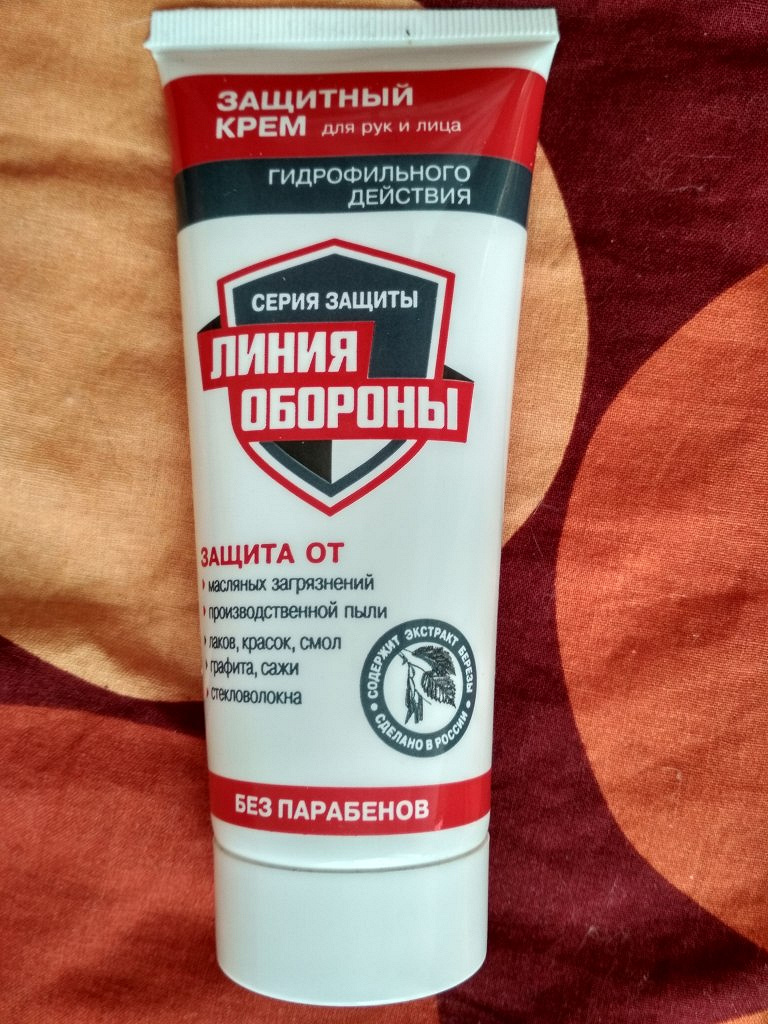 ЗАЩИТНЫЙ
КРЕМ для рук и лица
ГИДРОФИЛЬНОГО
ДЕЙСТВИЯ
СЕРИЯ ЗАЩИТЫ
ЛИНИЯ
ОБОРОНЫ
ЗАЩИТА ОТ
• масляных загрязнений
• производственной пыли
• лаков, красок, смол
• графита, сажи
• стекловолокна
СОДЕРЖИТ ЭКСТРАКТ БЕРЕЗЫ
• СДЕЛАНО В РОССИИ •
БЕЗ ПАРАБЕНОВ